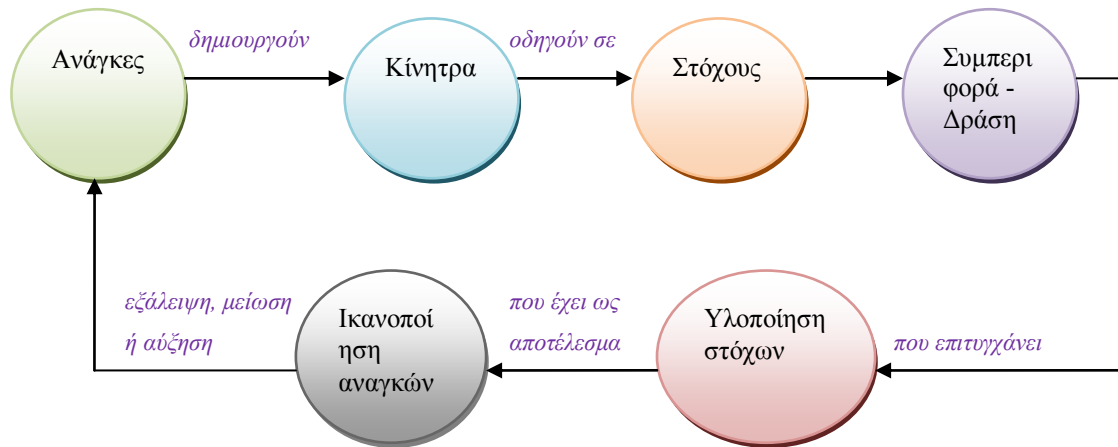 Ανάγκες
δημιουργούν
Κίνητρα
οδηγούν σε
Στόχους
Συμπερι
φορά -
Δράση
που επιτυγχάνει
Υλοποίηση
στόχων
που έχει ως
αποτέλεσμα
Ικανοποί
ηση
αναγκών
εξάλειψη, μείωση
ή αύξηση